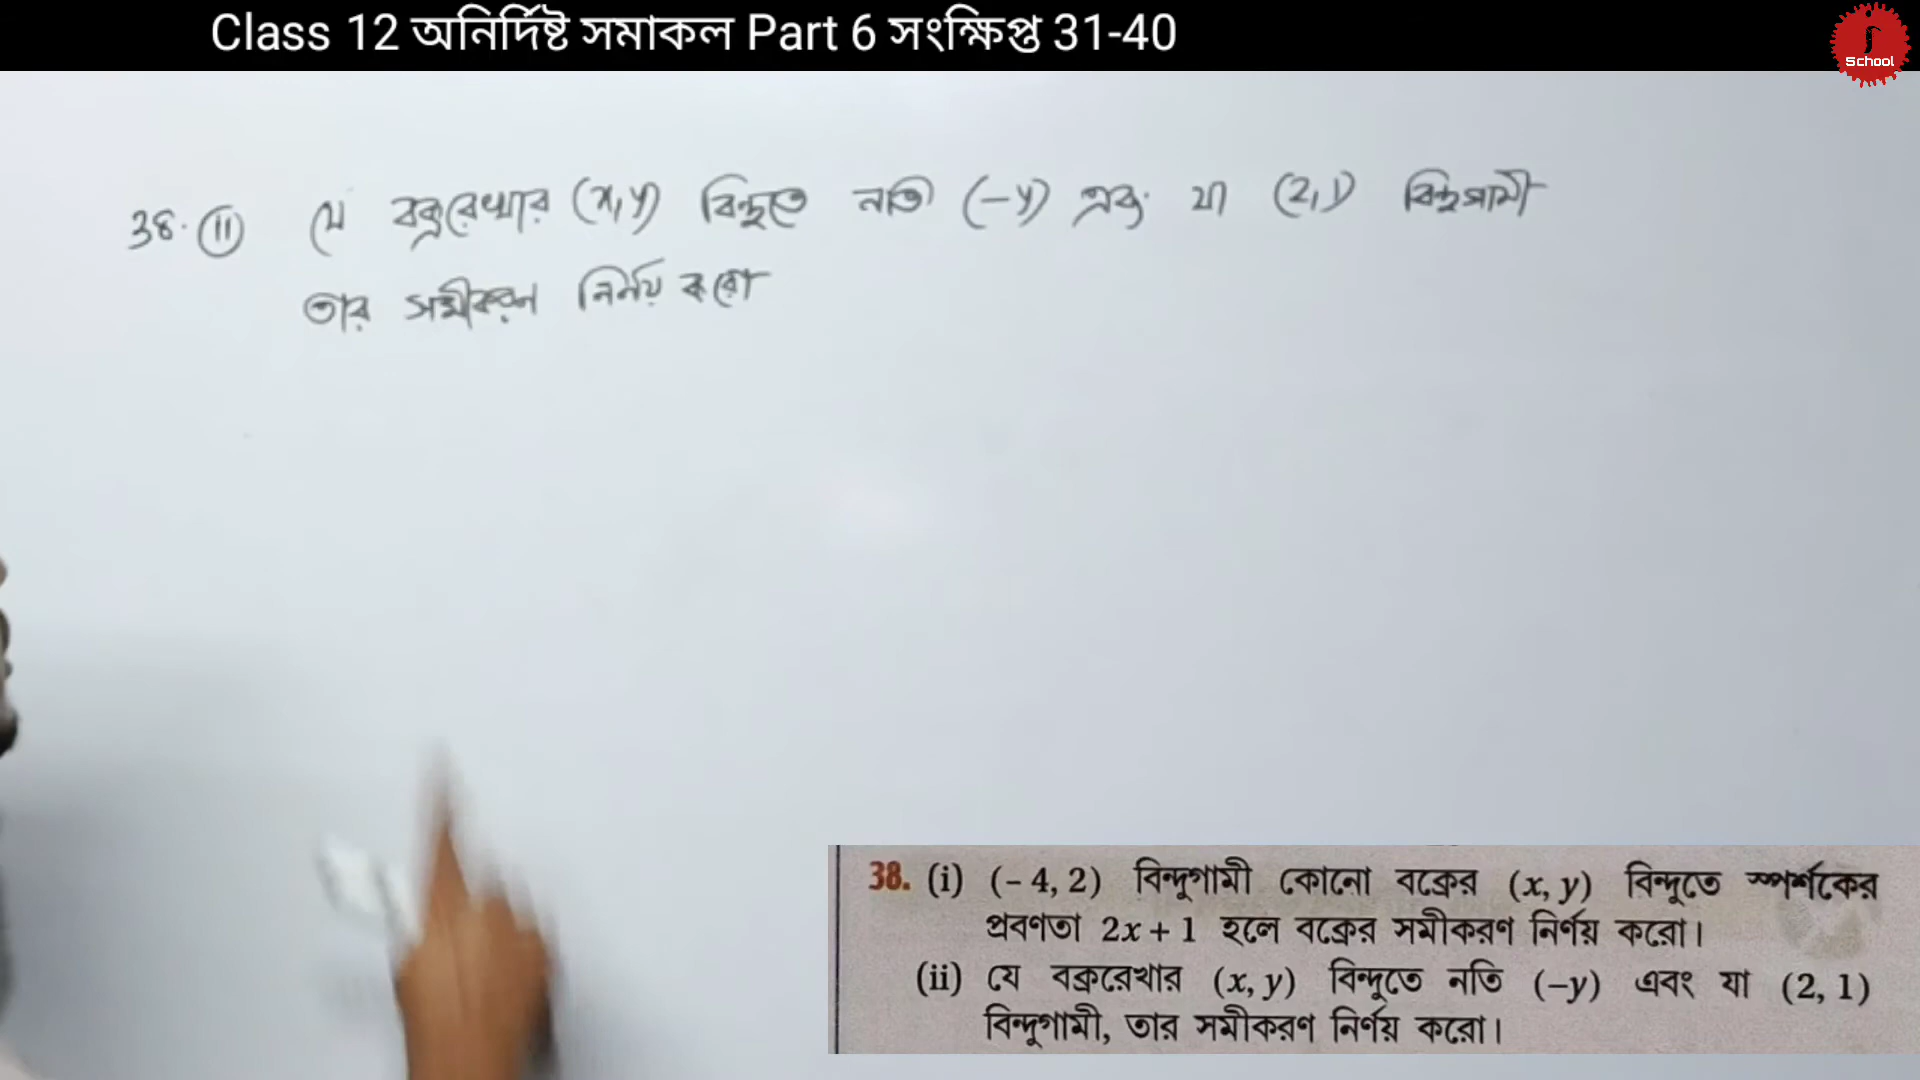 Class 12 অনির্দিষ্ট সমাকল Part 6 সংক্ষিপ্ত 31-40
School
38. (ii) যে বক্ররেখার (x, y) বিন্দুতে নতি (-y) এবং যা (2, 1) বিন্দুগামী
তার সমীকরণ নির্ণয় করো
38. (i) (- 4, 2) বিন্দুগামী কোনো বক্রের (x, y) বিন্দুতে স্পর্শকের
প্রবণতা 2x + 1 হলে বক্রের সমীকরণ নির্ণয় করো।
(ii) যে বক্ররেখার (x, y) বিন্দুতে নতি (−y) এবং যা (2, 1)
বিন্দুগামী, তার সমীকরণ নির্ণয় করো।